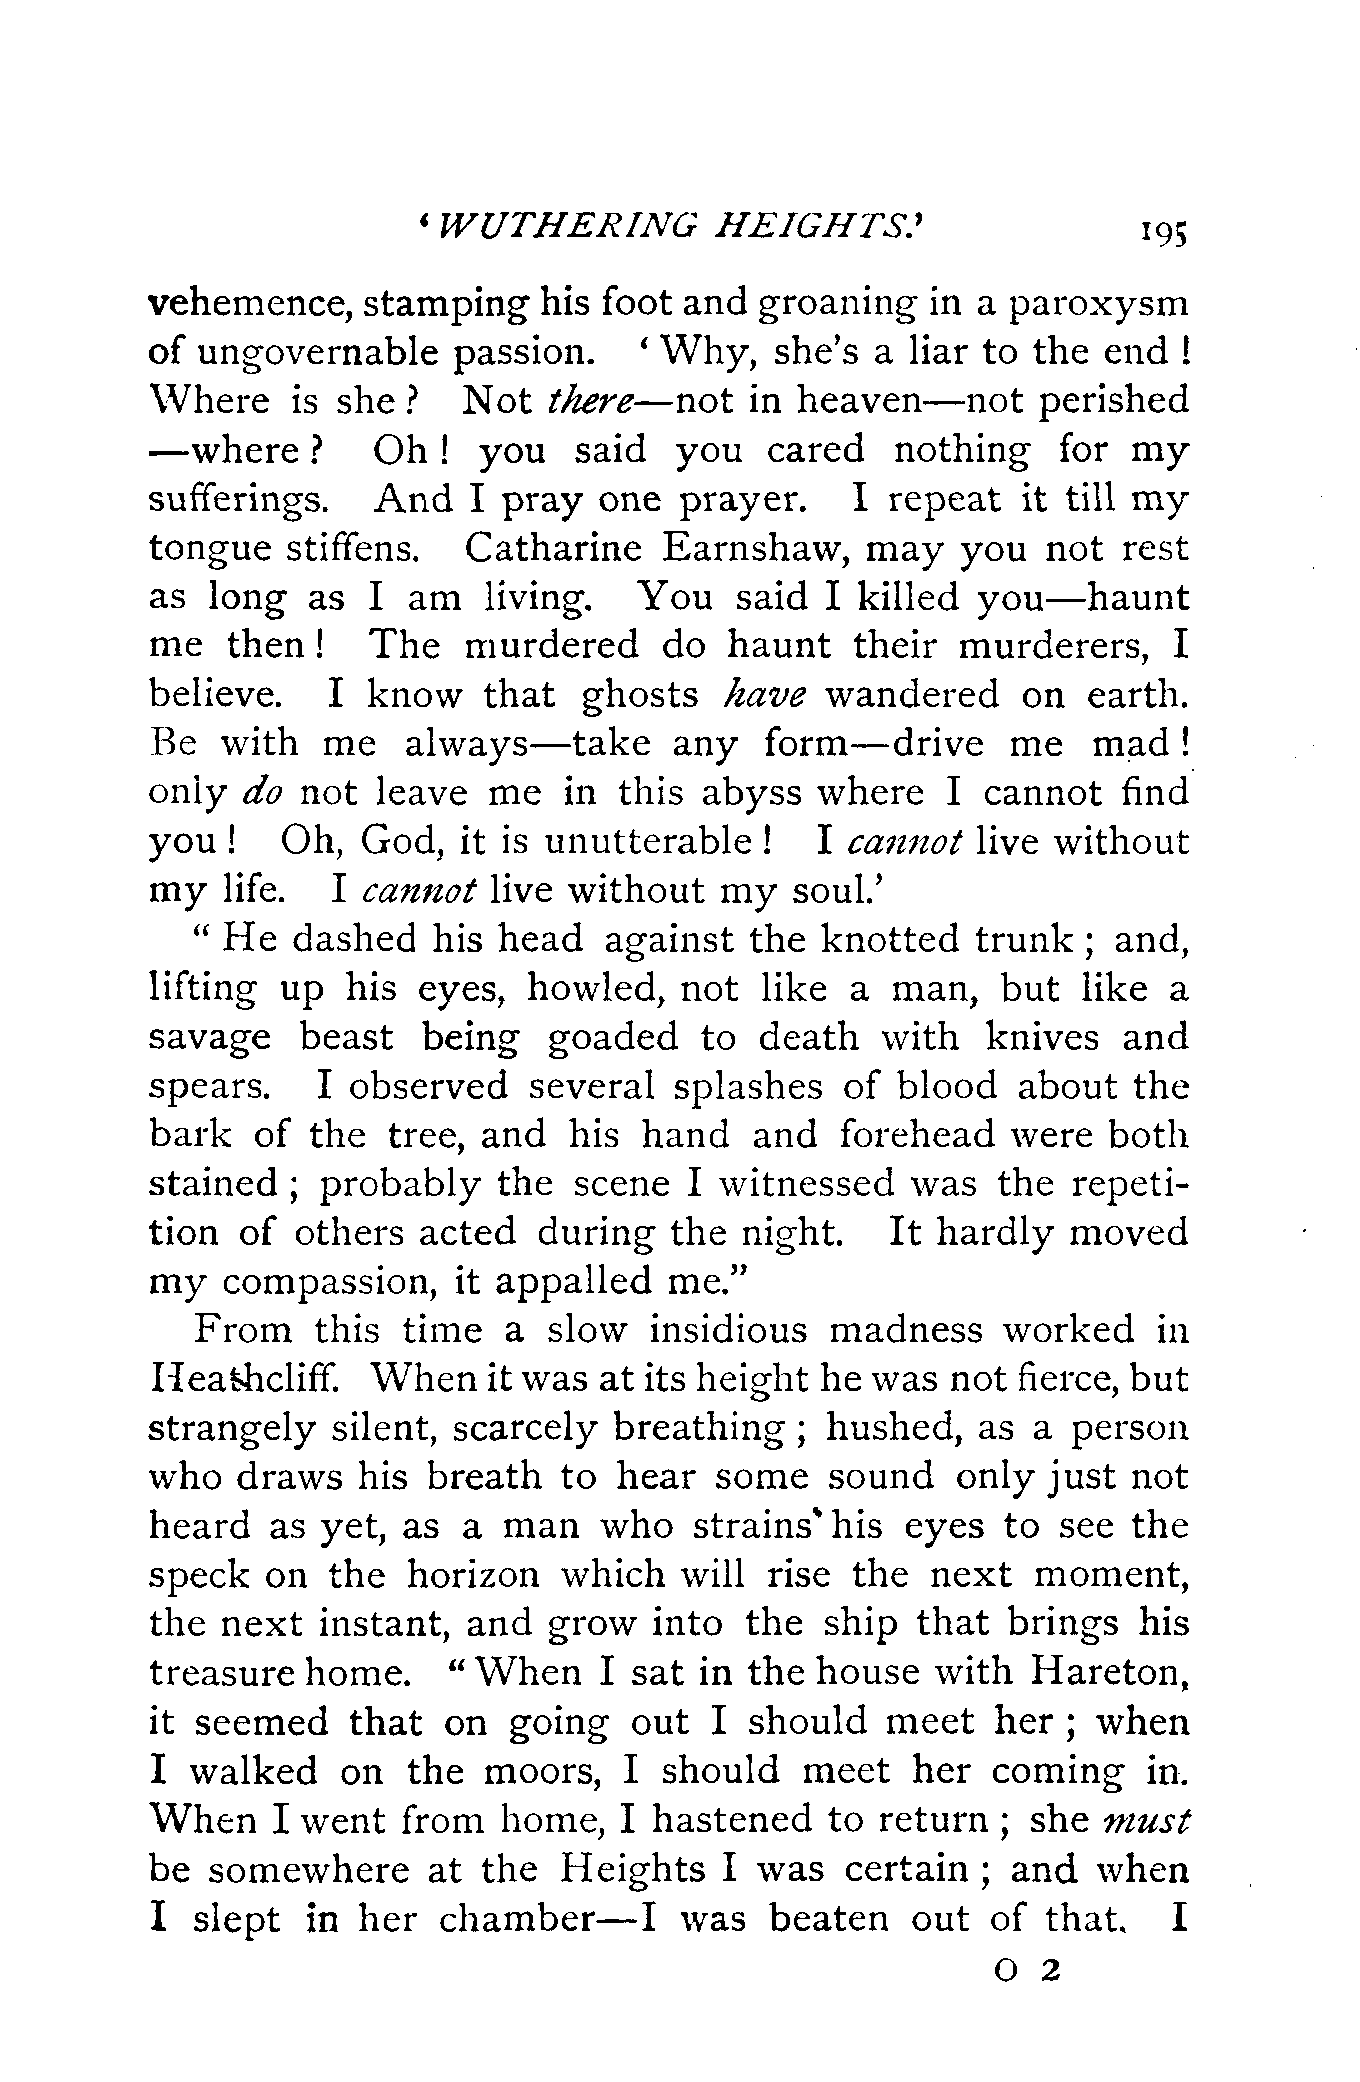 ‘ WUTHERING HEIGHTS.’ 195
vehemence, stamping his foot and groaning in a paroxysm
of ungovernable passion. ‘ Why, she’s a liar to the end !
Where is she ? Not there—not in heaven—not perished
—where ? Oh ! you said you cared nothing for my
sufferings. And I pray one prayer. I repeat it till my
tongue stiffens. Catharine Earnshaw, may you not rest
as long as I am living. You said I killed you—haunt
me then ! The murdered do haunt their murderers, I
believe. I know that ghosts have wandered on earth.
Be with me always—take any form—drive me mad !
only do not leave me in this abyss where I cannot find
you ! Oh, God, it is unutterable ! I cannot live without
my life. I cannot live without my soul.’
“ He dashed his head against the knotted trunk ; and,
lifting up his eyes, howled, not like a man, but like a
savage beast being goaded to death with knives and
spears. I observed several splashes of blood about the
bark of the tree, and his hand and forehead were both
stained ; probably the scene I witnessed was the repeti-
tion of others acted during the night. It hardly moved
my compassion, it appalled me.”
From this time a slow insidious madness worked in
Heathcliff. When it was at its height he was not fierce, but
strangely silent, scarcely breathing ; hushed, as a person
who draws his breath to hear some sound only just not
heard as yet, as a man who strains his eyes to see the
speck on the horizon which will rise the next moment,
the next instant, and grow into the ship that brings his
treasure home. “ When I sat in the house with Hareton,
it seemed that on going out I should meet her ; when
I walked on the moors, I should meet her coming in.
When I went from home, I hastened to return ; she must
be somewhere at the Heights I was certain ; and when
I slept in her chamber—I was beaten out of that. I
O 2